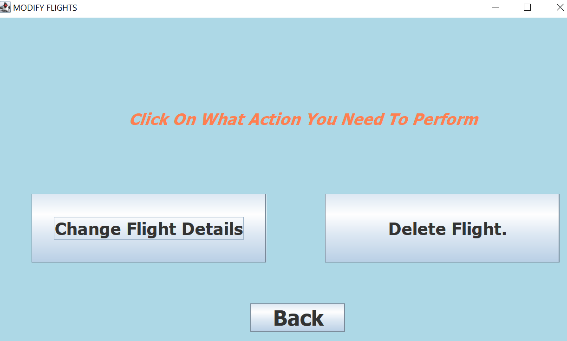 MODIFY FLIGHTS
Click On What Action You Need To Perform
Change Flight Details
Delete Flight.
Back